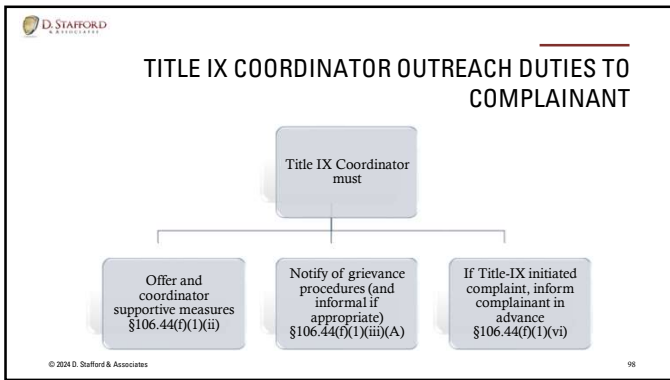 D. STAFFORD
& ASSOCIATES
TITLE IX COORDINATOR OUTREACH DUTIES TO
COMPLAINANT
Title IX Coordinator
must
Offer and
coordinator
supportive measures
§106.44(f)(1)(ii)
Notify of grievance
procedures (and
informal if
appropriate)
§106.44(f)(1)(iii)(A)
If Title-IX initiated
complaint, inform
complainant in
advance
§106.44(f)(1)(vi)
© 2024 D. Stafford & Associates
98